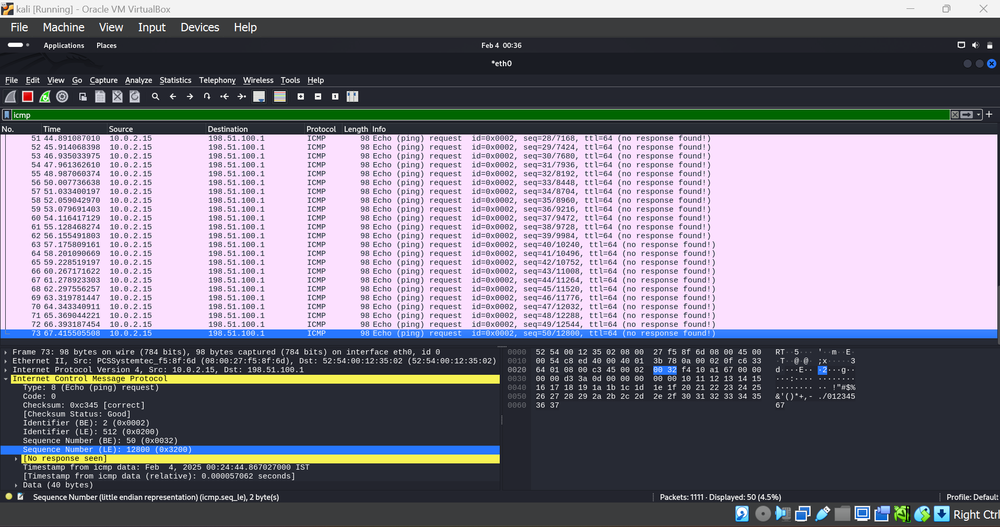 kali [Running] - Oracle VM VirtualBox
File Machine View Input Devices Help
Applications Places Feb 4 00:36
*eth0
File Edit View Go Capture Analyze Statistics Telephony Wireless Tools Help
icmp
No. Time Source Destination Protocol Length Info
51 44.891087010 10.0.2.15 198.51.100.1 ICMP 98 Echo (ping) request id=0x0002, seq=28/7168, ttl=64 (no response found!)
52 45.914068398 10.0.2.15 198.51.100.1 ICMP 98 Echo (ping) request id=0x0002, seq=29/7424, ttl=64 (no response found!)
53 46.935033975 10.0.2.15 198.51.100.1 ICMP 98 Echo (ping) request id=0x0002, seq=30/7680, ttl=64 (no response found!)
54 47.961362610 10.0.2.15 198.51.100.1 ICMP 98 Echo (ping) request id=0x0002, seq=31/7936, ttl=64 (no response found!)
55 48.987060374 10.0.2.15 198.51.100.1 ICMP 98 Echo (ping) request id=0x0002, seq=32/8192, ttl=64 (no response found!)
56 50.007736638 10.0.2.15 198.51.100.1 ICMP 98 Echo (ping) request id=0x0002, seq=33/8448, ttl=64 (no response found!)
57 51.033400197 10.0.2.15 198.51.100.1 ICMP 98 Echo (ping) request id=0x0002, seq=34/8704, ttl=64 (no response found!)
58 52.059042970 10.0.2.15 198.51.100.1 ICMP 98 Echo (ping) request id=0x0002, seq=35/8960, ttl=64 (no response found!)
59 53.079691403 10.0.2.15 198.51.100.1 ICMP 98 Echo (ping) request id=0x0002, seq=36/9216, ttl=64 (no response found!)
60 54.116417129 10.0.2.15 198.51.100.1 ICMP 98 Echo (ping) request id=0x0002, seq=37/9472, ttl=64 (no response found!)
61 55.128468274 10.0.2.15 198.51.100.1 ICMP 98 Echo (ping) request id=0x0002, seq=38/9728, ttl=64 (no response found!)
62 56.155491803 10.0.2.15 198.51.100.1 ICMP 98 Echo (ping) request id=0x0002, seq=39/9984, ttl=64 (no response found!)
63 57.175809161 10.0.2.15 198.51.100.1 ICMP 98 Echo (ping) request id=0x0002, seq=40/10240, ttl=64 (no response found!)
64 58.201090669 10.0.2.15 198.51.100.1 ICMP 98 Echo (ping) request id=0x0002, seq=41/10496, ttl=64 (no response found!)
65 59.228519197 10.0.2.15 198.51.100.1 ICMP 98 Echo (ping) request id=0x0002, seq=42/10752, ttl=64 (no response found!)
66 60.267171622 10.0.2.15 198.51.100.1 ICMP 98 Echo (ping) request id=0x0002, seq=43/11008, ttl=64 (no response found!)
67 61.278923303 10.0.2.15 198.51.100.1 ICMP 98 Echo (ping) request id=0x0002, seq=44/11264, ttl=64 (no response found!)
68 62.297556257 10.0.2.15 198.51.100.1 ICMP 98 Echo (ping) request id=0x0002, seq=45/11520, ttl=64 (no response found!)
69 63.319781447 10.0.2.15 198.51.100.1 ICMP 98 Echo (ping) request id=0x0002, seq=46/11776, ttl=64 (no response found!)
70 64.343340911 10.0.2.15 198.51.100.1 ICMP 98 Echo (ping) request id=0x0002, seq=47/12032, ttl=64 (no response found!)
71 65.369044221 10.0.2.15 198.51.100.1 ICMP 98 Echo (ping) request id=0x0002, seq=48/12288, ttl=64 (no response found!)
72 66.393187454 10.0.2.15 198.51.100.1 ICMP 98 Echo (ping) request id=0x0002, seq=49/12544, ttl=64 (no response found!)
73 67.415505508 10.0.2.15 198.51.100.1 ICMP 98 Echo (ping) request id=0x0002, seq=50/12800, ttl=64 (no response found!)
Frame 73: 98 bytes on wire (784 bits), 98 bytes captured (784 bits) on interface eth0, id 0
Ethernet II, Src: PCSSystemtec_f5:8f:6d (08:00:27:f5:8f:6d), Dst: 52:54:00:12:35:02 (52:54:00:12:35:02)
Internet Protocol Version 4, Src: 10.0.2.15, Dst: 198.51.100.1
Internet Control Message Protocol
Type: 8 (Echo (ping) request)
Code: 0
Checksum: 0xc345 [correct]
[Checksum Status: Good]
Identifier (BE): 2 (0x0002)
Identifier (LE): 512 (0x0200)
Sequence Number (BE): 50 (0x0032)
Sequence Number (LE): 12800 (0x3200)
[No response seen]
Timestamp from icmp data: Feb  4, 2025 00:24:44.867027000 IST
[Timestamp from icmp data (relative): 0.000057062 seconds]
Data (40 bytes)
0000 52 54 00 12 35 02 08 00 27 f5 8f 6d 08 00 45 00 RT··5··· '··m··E·
0010 00 54 c8 ed 40 00 40 01 3b 78 0a 00 02 0f c6 33 ·T··@·@· ;x·····3
0020 64 01 08 00 c3 45 00 02 00 32 f4 10 a1 67 00 00 d····E·· ·2···g··
0030 00 00 d3 3a 0d 00 00 00 00 00 10 11 12 13 14 15 ···:···· ········
0040 16 17 18 19 1a 1b 1c 1d 1e 1f 20 21 22 23 24 25 ········ ·· !"#$%
0050 26 27 28 29 2a 2b 2c 2d 2e 2f 30 31 32 33 34 35 &'()*+,- ./012345
0060 36 37 67
Sequence Number (little endian representation) (icmp.seq_le), 2 byte(s) Packets: 1111 · Displayed: 50 (4.5%) Profile: Default
Right Ctrl